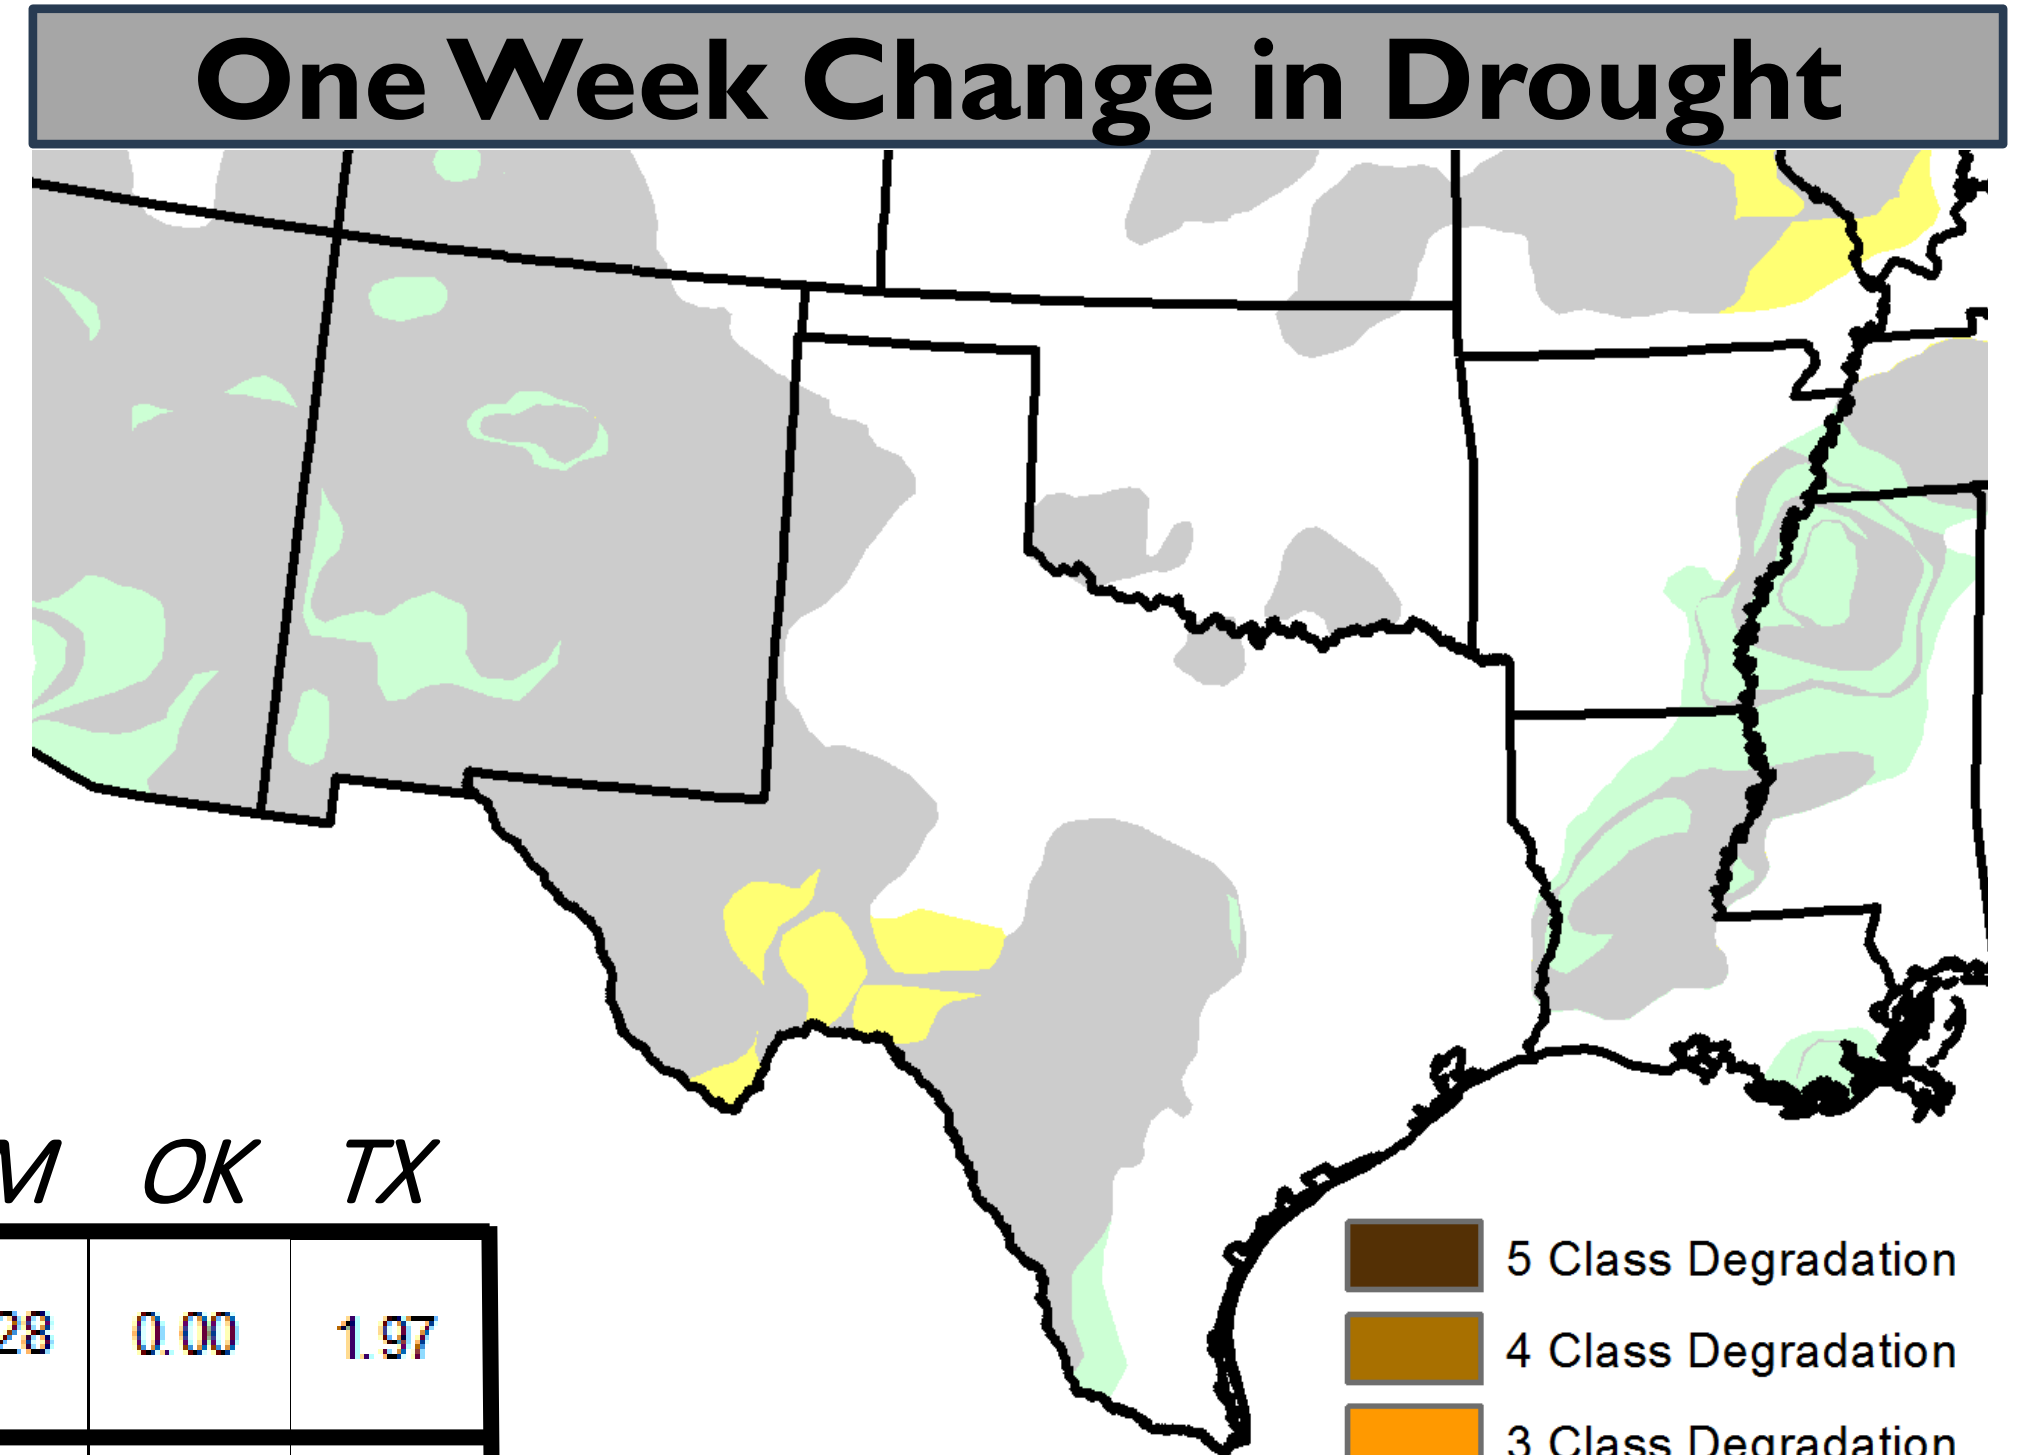 One Week Change in Drought
M OK TX
28 0.00 1.97
5 Class Degradation
4 Class Degradation
3 Class Degradation